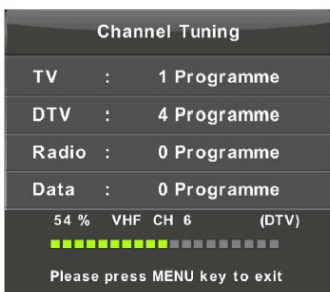 Channel Tuning
TV : 1 Programme
DTV : 4 Programme
Radio : 0 Programme
Data : 0 Programme
54 % VHF CH 6 (DTV)
Please press MENU key to exit